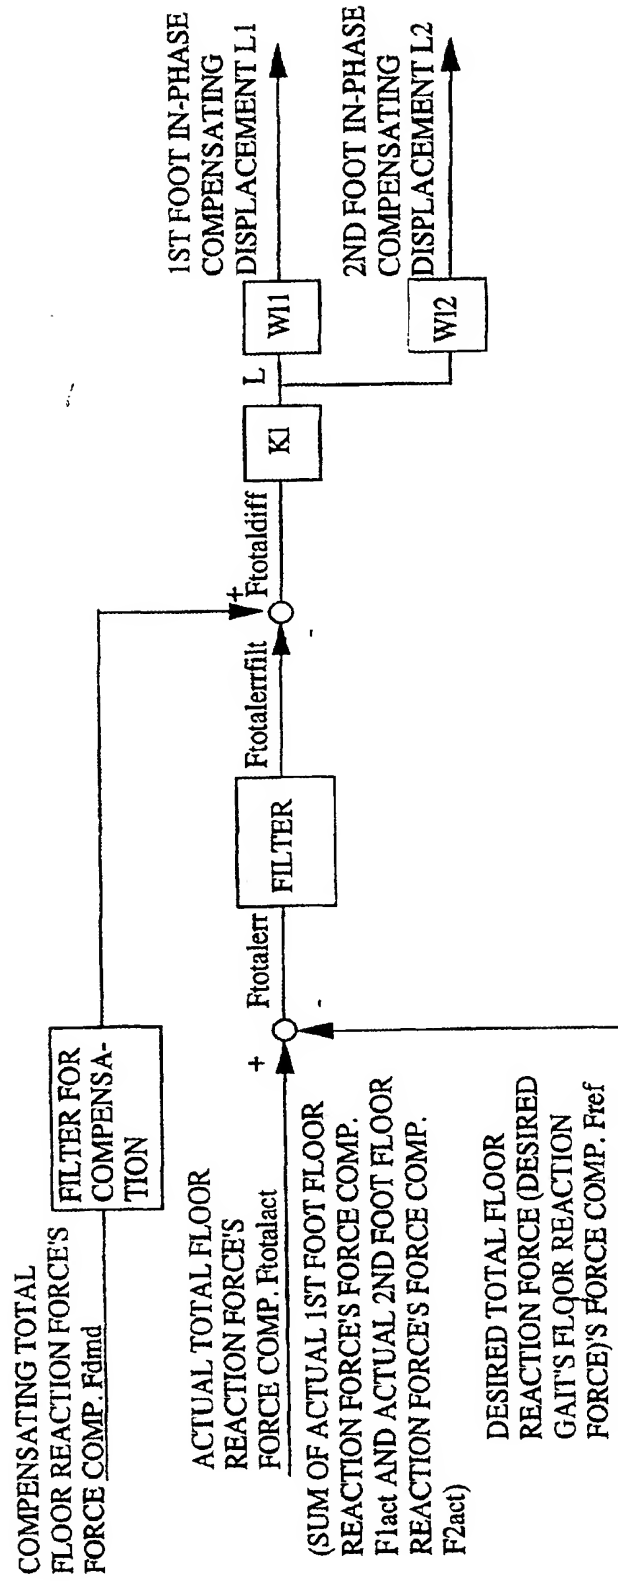 COMPENSATING TOTAL
FLOOR REACTION FORCE'S
FORCE COMP. Fdmd
FILTER FOR
COMPENSA-
TION
ACTUAL TOTAL FLOOR
REACTION FORCE'S
FORCE COMP. Ftotalact
(SUM OF ACTUAL 1ST FOOT FLOOR
REACTION FORCE'S FORCE COMP.
F1act AND ACTUAL 2ND FOOT FLOOR
REACTION FORCE'S FORCE COMP.
F2act)
DESIRED TOTAL FLOOR
REACTION FORCE (DESIRED
GAIT'S FLOOR REACTION
FORCE)'S FORCE COMP. Fref
+
-
Ftotalerr
FILTER
Ftotalerrfilt
+
-
Ftotaldiff
Kl
L
Wl1
Wl2
1ST FOOT IN-PHASE
COMPENSATING
DISPLACEMENT L1
2ND FOOT IN-PHASE
COMPENSATING
DISPLACEMENT L2